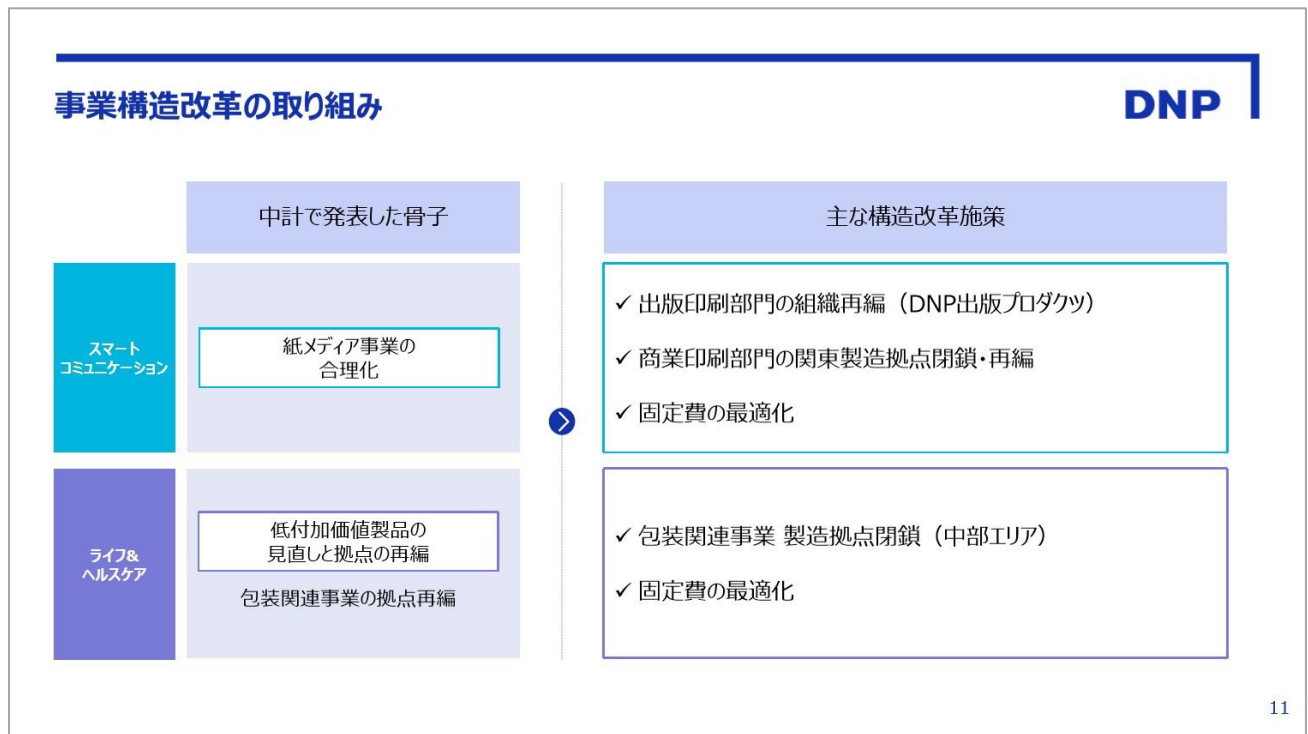 事業構造改革の取り組み
DNP
中計で発表した骨子
主な構造改革施策
スマート
コミュニケーション
紙メディア事業の
合理化
✓ 出版印刷部門の組織再編（DNP出版プロダクツ）
✓ 商業印刷部門の関東製造拠点閉鎖・再編
✓ 固定費の最適化
ライフ&
ヘルスケア
低付加価値製品の
見直しと拠点の再編
包装関連事業の拠点再編
✓ 包装関連事業 製造拠点閉鎖（中部エリア）
✓ 固定費の最適化
11